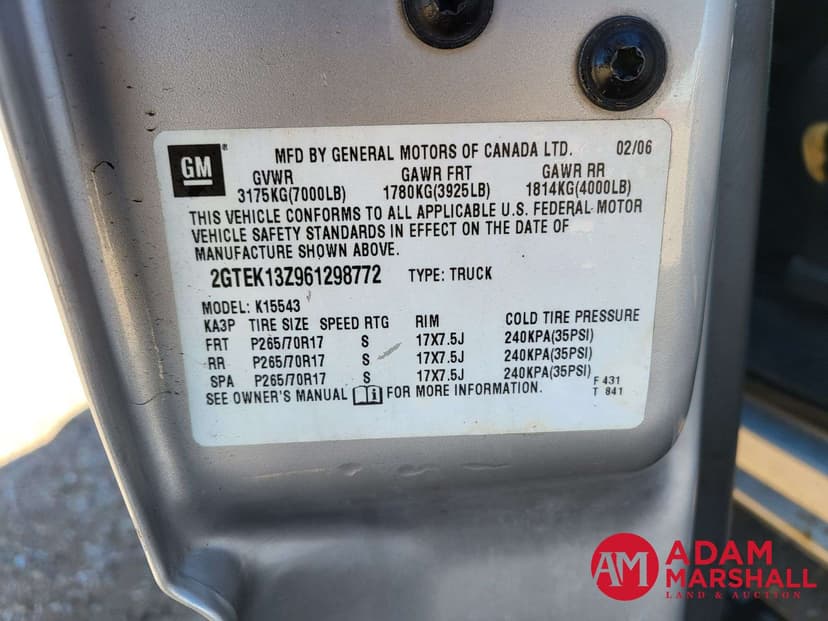 GM
MFD BY GENERAL MOTORS OF CANADA LTD. 02/06
GVWR GAWR FRT GAWR RR
3175KG(7000LB) 1780KG(3925LB) 1814KG(4000LB)
THIS VEHICLE CONFORMS TO ALL APPLICABLE U.S. FEDERAL MOTOR
VEHICLE SAFETY STANDARDS IN EFFECT ON THE DATE OF
MANUFACTURE SHOWN ABOVE.
2GTEK13Z961298772 TYPE: TRUCK
MODEL: K15543
KA3P TIRE SIZE SPEED RTG RIM COLD TIRE PRESSURE
FRT P265/70R17 S 17X7.5J 240KPA(35PSI)
RR P265/70R17 S 17X7.5J 240KPA(35PSI)
SPA P265/70R17 S 17X7.5J 240KPA(35PSI)
SEE OWNER'S MANUAL FOR MORE INFORMATION.
F 431
T 841
AM ADAM
MARSHALL
LAND & AUCTION